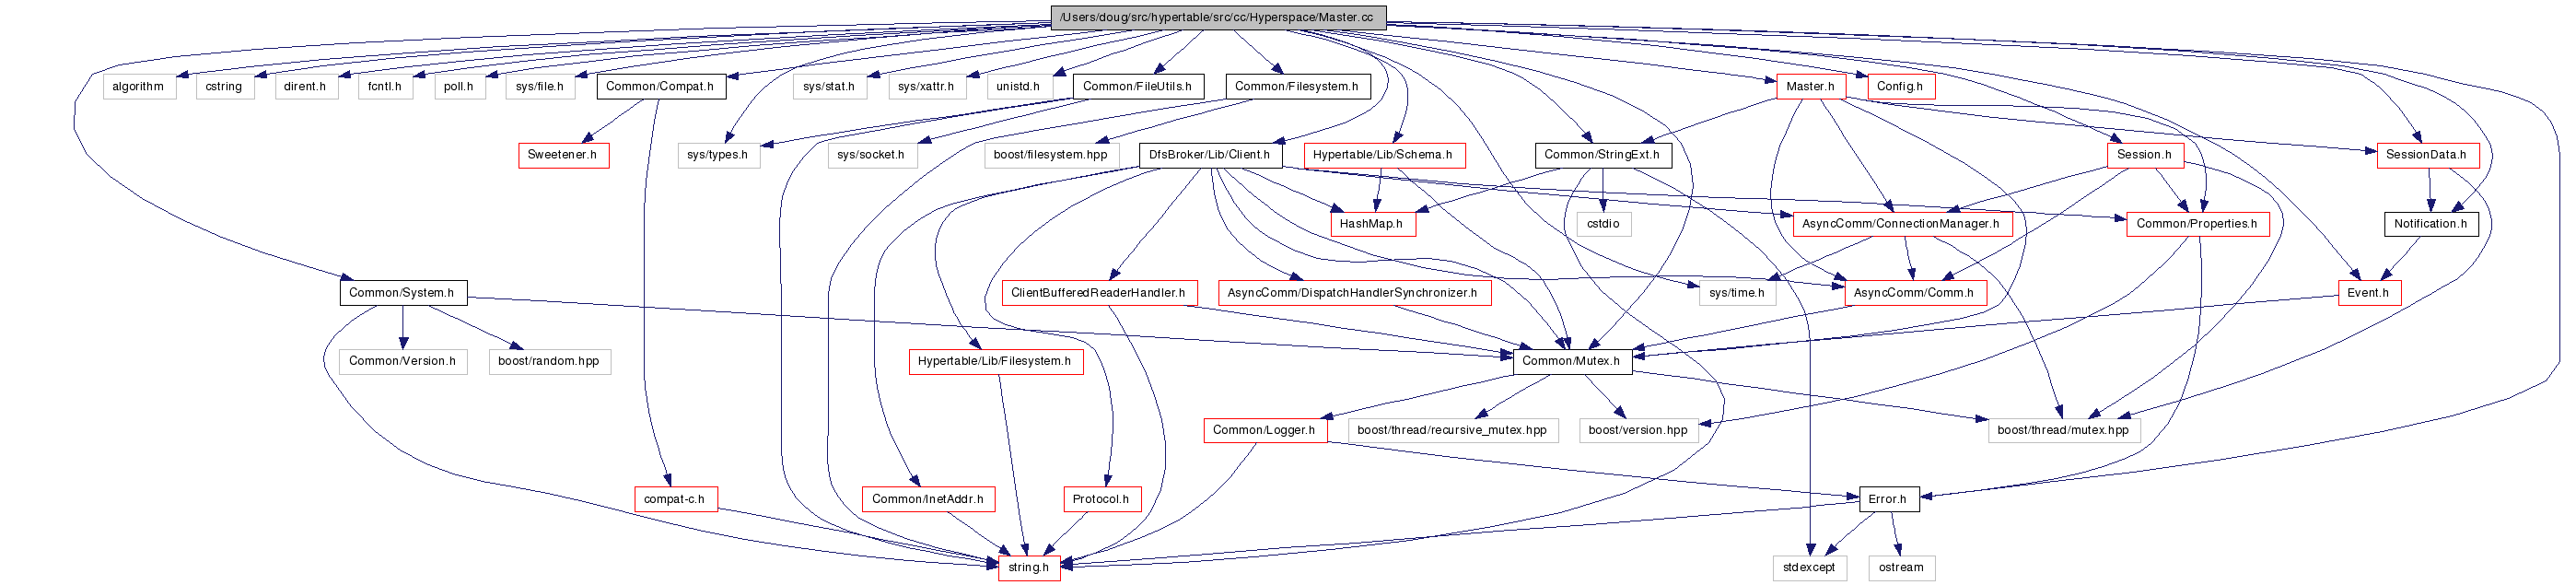 /Users/doug/src/hypertable/src/cc/Hyperspace/Master.cc
algorithm
cstring
dirent.h
fcntl.h
poll.h
sys/file.h
Common/Compat.h
sys/stat.h
sys/xattr.h
unistd.h
Common/FileUtils.h
Common/Filesystem.h
Master.h
Config.h
Sweetener.h
sys/types.h
sys/socket.h
boost/filesystem.hpp
DfsBroker/Lib/Client.h
Hypertable/Lib/Schema.h
Common/StringExt.h
Session.h
SessionData.h
HashMap.h
cstdio
AsyncComm/ConnectionManager.h
Common/Properties.h
Notification.h
Common/System.h
ClientBufferedReaderHandler.h
AsyncComm/DispatchHandlerSynchronizer.h
sys/time.h
AsyncComm/Comm.h
Event.h
Common/Version.h
boost/random.hpp
Hypertable/Lib/Filesystem.h
Common/Mutex.h
Common/Logger.h
boost/thread/recursive_mutex.hpp
boost/version.hpp
boost/thread/mutex.hpp
compat-c.h
Common/InetAddr.h
Protocol.h
Error.h
string.h
stdexcept
ostream